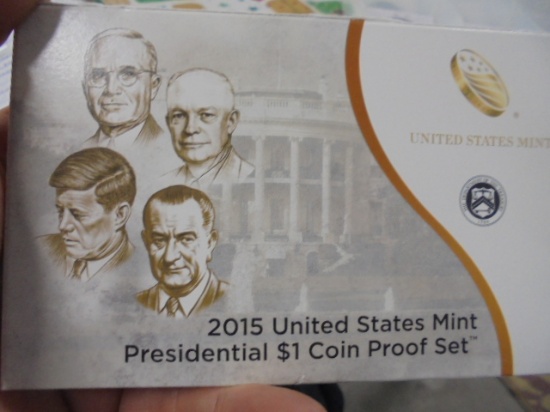 UNITED STATES MINT
2015 United States Mint
Presidential $1 Coin Proof Set™